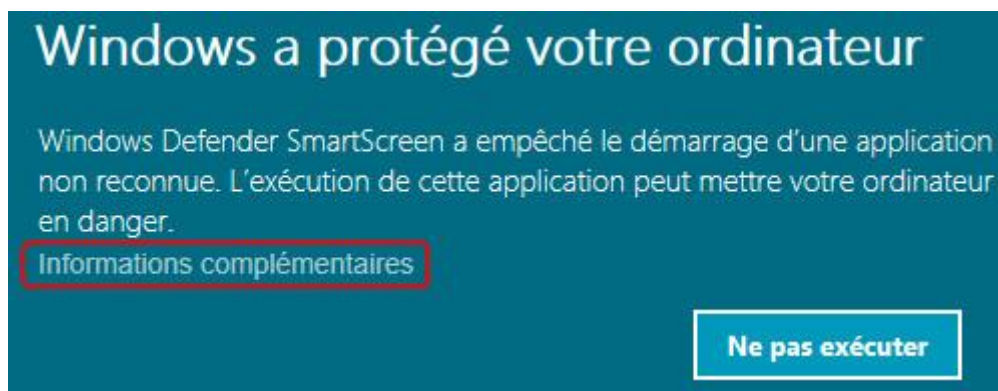 Windows a protégé votre ordinateur
Windows Defender SmartScreen a empêché le démarrage d'une application
non reconnue. L'exécution de cette application peut mettre votre ordinateur
en danger.
Informations complémentaires
Ne pas exécuter